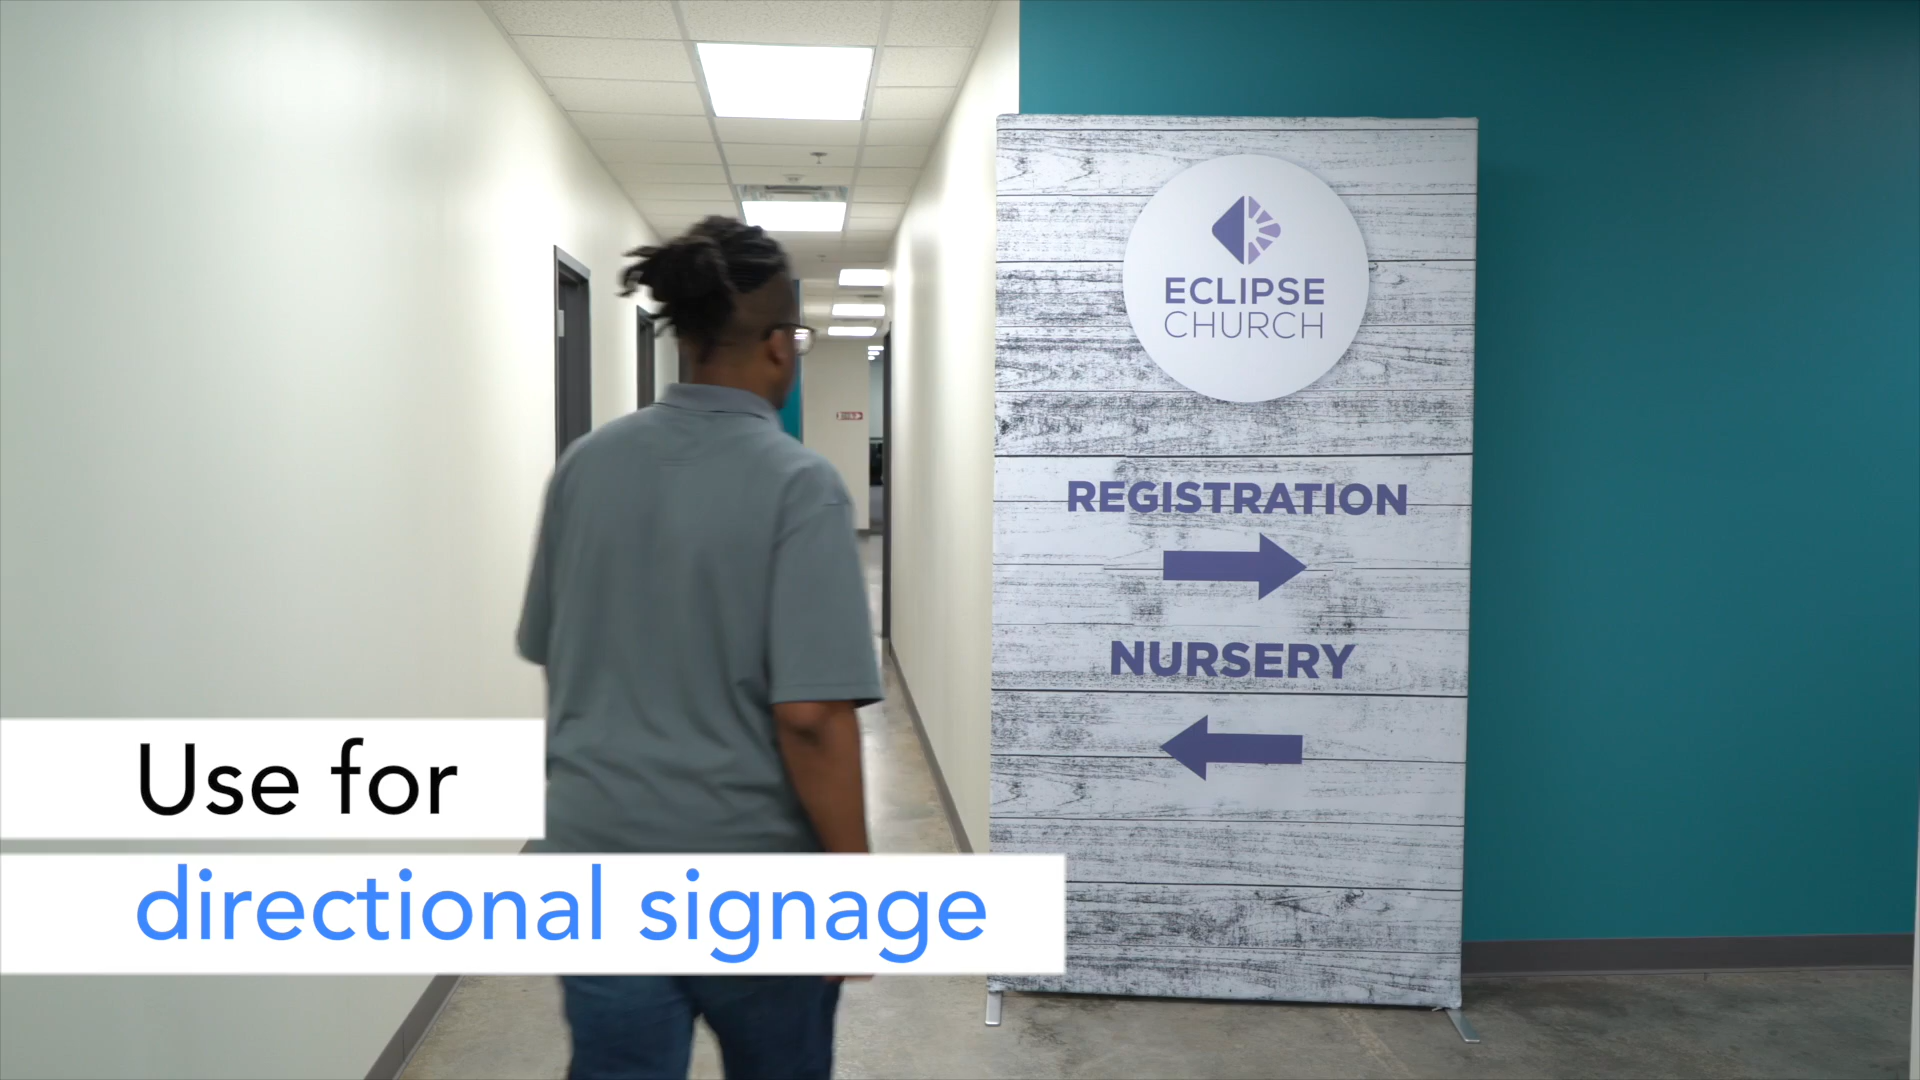 ECLIPSE
CHURCH
REGISTRATION
NURSERY
Use for
directional signage